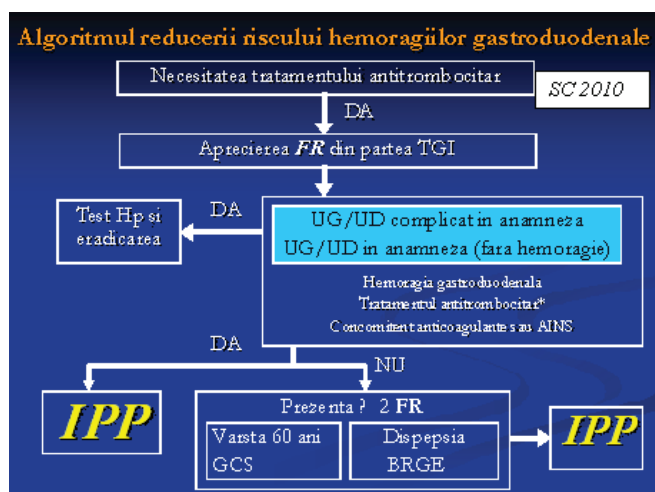 Algoritmul reducerii riscului hemoragiilor gastroduodenale
Necesitatea tratamentului antitrombocitar
SC 2010
DA
Aprecierea FR din partea TGI
Test Hp si
eradicarea
DA
UG/UD complicat in anamneza
UG/UD in anamneza (fara hemoragie)
Hemoragia gastroduodenala
Tratamentul antitrombocitar*
Concomitent anticoagulante sau AINS
DA
NU
IPP
Prezenta ? 2 FR
Varsta 60 ani
GCS
Dispepsia
BRGE
IPP